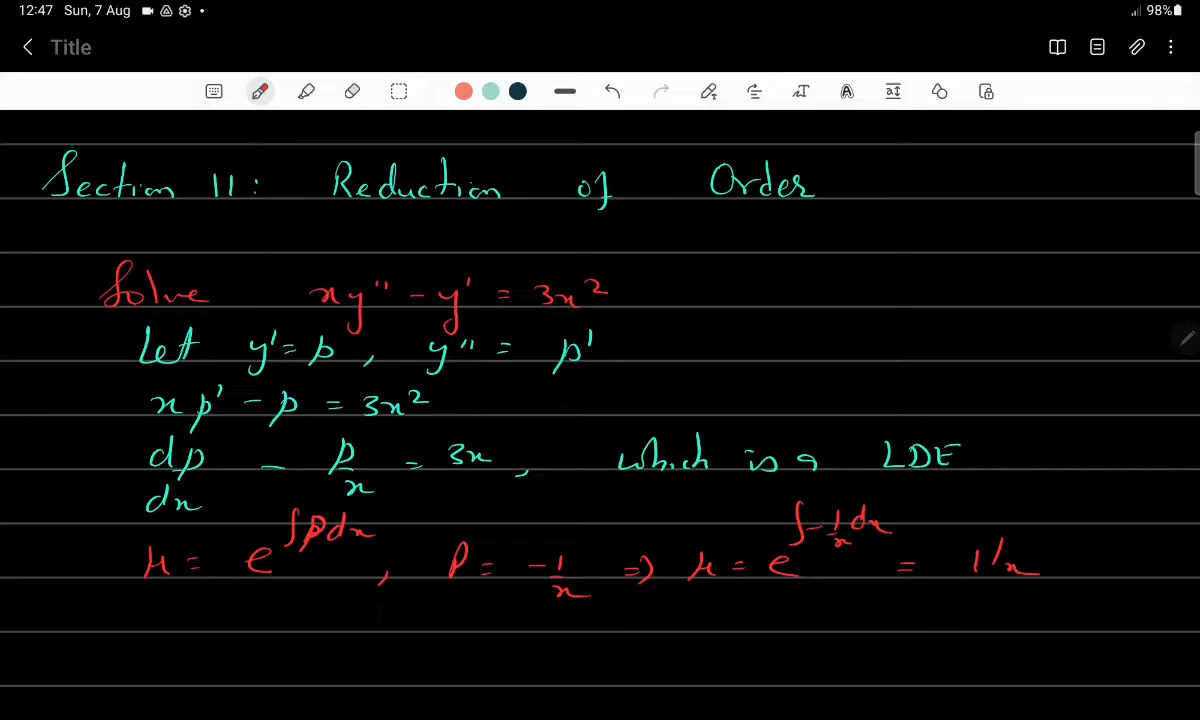 12:47 Sun, 7 Aug 98%
Title
Section 11: Reduction of Order
Solve xy'' - y' = 3x²
Let y' = p, y'' = p'
xp' - p = 3x²
dp/dx - p/x = 3x, which is a LDE
μ = e^∫Pdx, P = -1/x ⇒ μ = e^∫-1/x dx = 1/x